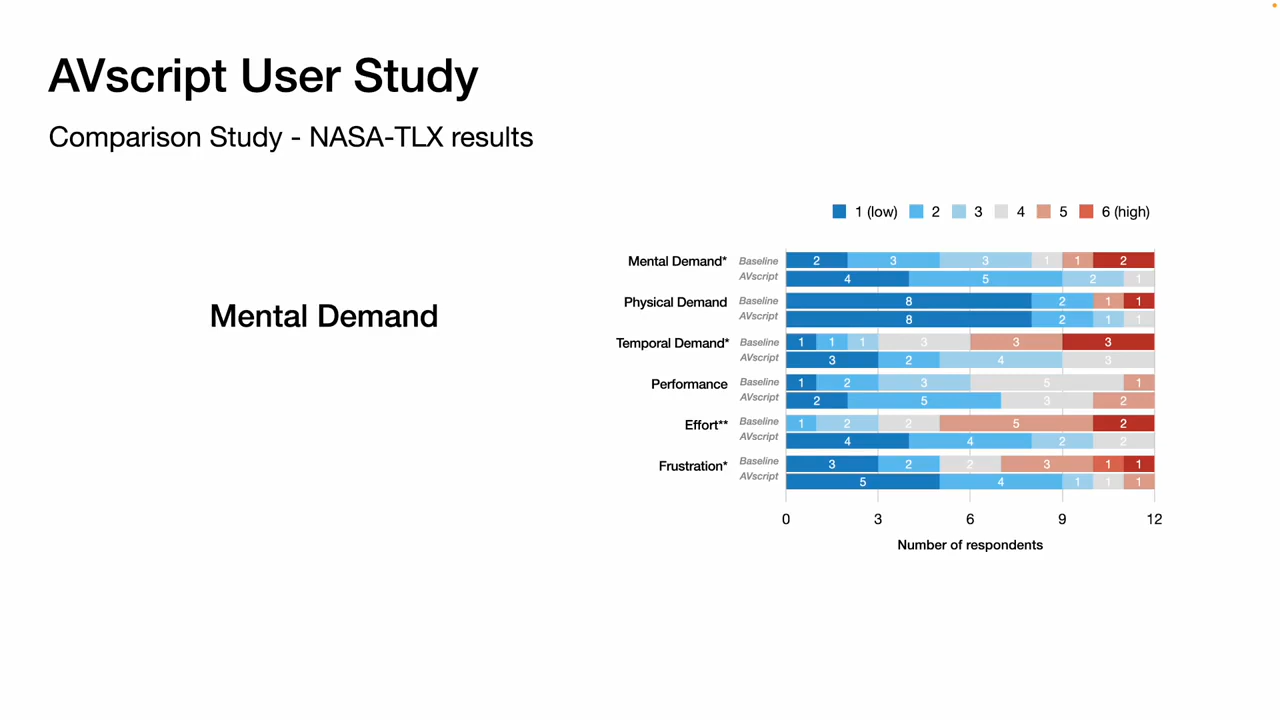 AVscript User Study
Comparison Study - NASA-TLX results
Mental Demand
1 (low) 2 3 4 5 6 (high)
Mental Demand* Baseline 2 3 3 1 1 2
AVscript 4 5 2 1
Physical Demand Baseline 8 2 1 1
AVscript 8 2 1 1
Temporal Demand* Baseline 1 1 1 3 3 3
AVscript 3 2 4 3
Performance Baseline 1 2 3 5 1
AVscript 2 5 3 2
Effort** Baseline 1 2 2 5 2
AVscript 4 4 2 2
Frustration* Baseline 3 2 2 3 1 1
AVscript 5 4 1 1 1
0 3 6 9 12
Number of respondents